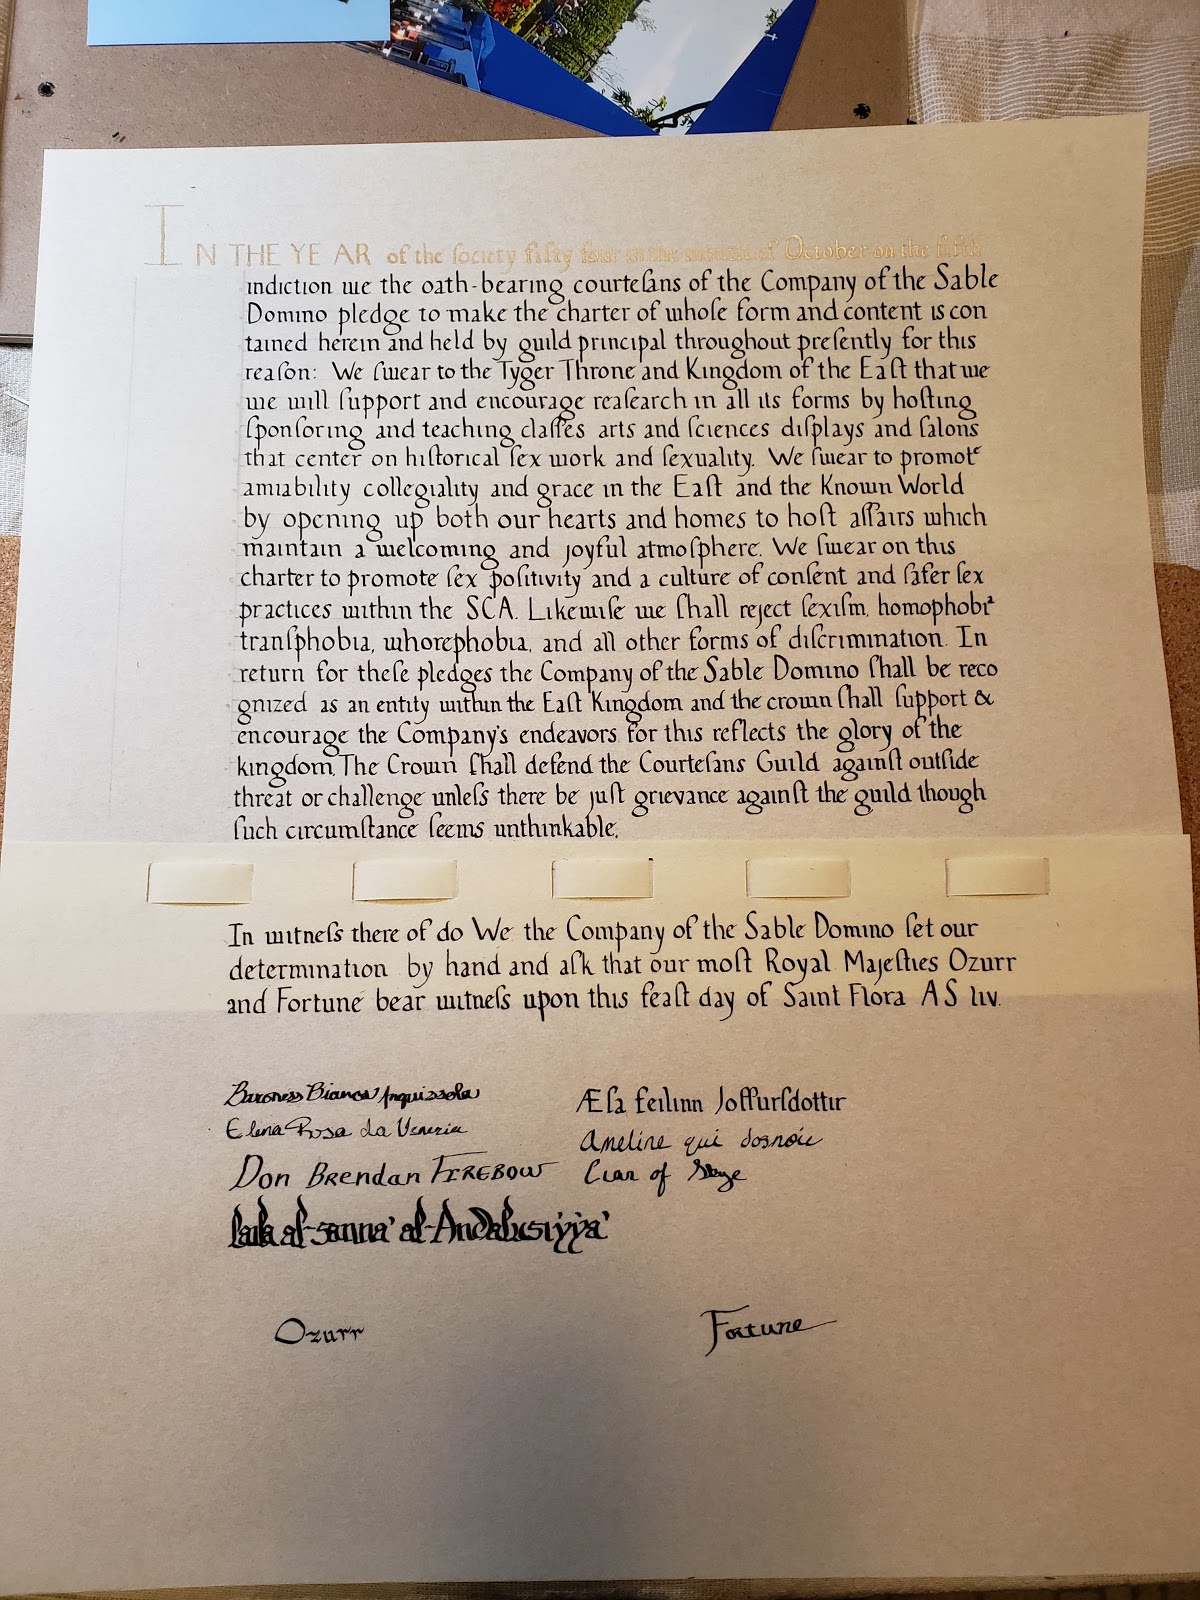 IN THE YEAR of the ſociety fifty four in the month of October on the fifth
indiction we the oath-bearing courteſans of the Company of the Sable
Domino pledge to make the charter of whoſe form and content is con
tained herein and held by guild principal throughout preſently for this
reaſon: We ſwear to the Tyger Throne and Kingdom of the Eaſt that we
we will ſupport and encourage reaſearch in all its forms by hoſting
ſponſoring and teaching claſſes arts and ſciences diſplays and ſalons
that center on hiſtorical ſex work and ſexuality. We ſwear to promote
amiability collegiality and grace in the Eaſt and the Known World
by opening up both our hearts and homes to hoſt affairs which
maintain a welcoming and joyful atmoſphere. We ſwear on this
charter to promote ſex poſitivity and a culture of conſent and ſafer ſex
practices within the SCA. Likewiſe we ſhall reject ſexiſm, homophobiᵃ
tranſphobia, whorephobia, and all other forms of diſcrimination. In
return for theſe pledges the Company of the Sable Domino ſhall be reco
gnized as an entity within the Eaſt Kingdom and the crown ſhall ſupport &
encourage the Company's endeavors for this reflects the glory of the
kingdom. The Crown ſhall defend the Courteſans Guild againſt outſide
threat or challenge unleſs there be juſt grievance againſt the guild though
ſuch circumſtance ſeems unthinkable.
In witneſs there of do We the Company of the Sable Domino ſet our
determination by hand and aſk that our moſt Royal Majeſties Ozurr
and Fortune bear witneſs upon this feaſt day of Saint Flora A S liv.
Baroness Bianca Anguissola
Æſa feilinn Joſſurſdottir
Elena Rosa da Venezia
Ameline qui dosnoie
Don Brendan FIREBOW
Cian of Skye
Laila al-Sanna' al-Andalusiyya'
Ozurr
Fortune